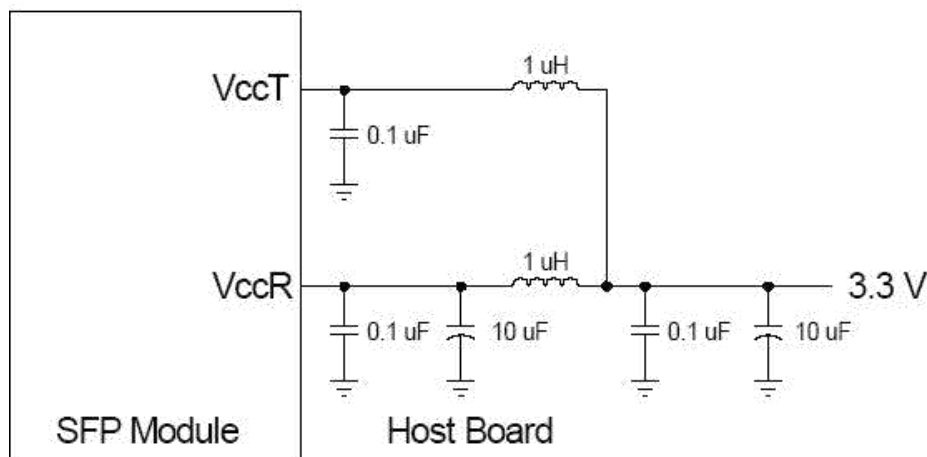 1 uH
VccT
0.1 uF
1 uH
VccR
3.3 V
0.1 uF
10 uF
0.1 uF
10 uF
SFP Module
Host Board